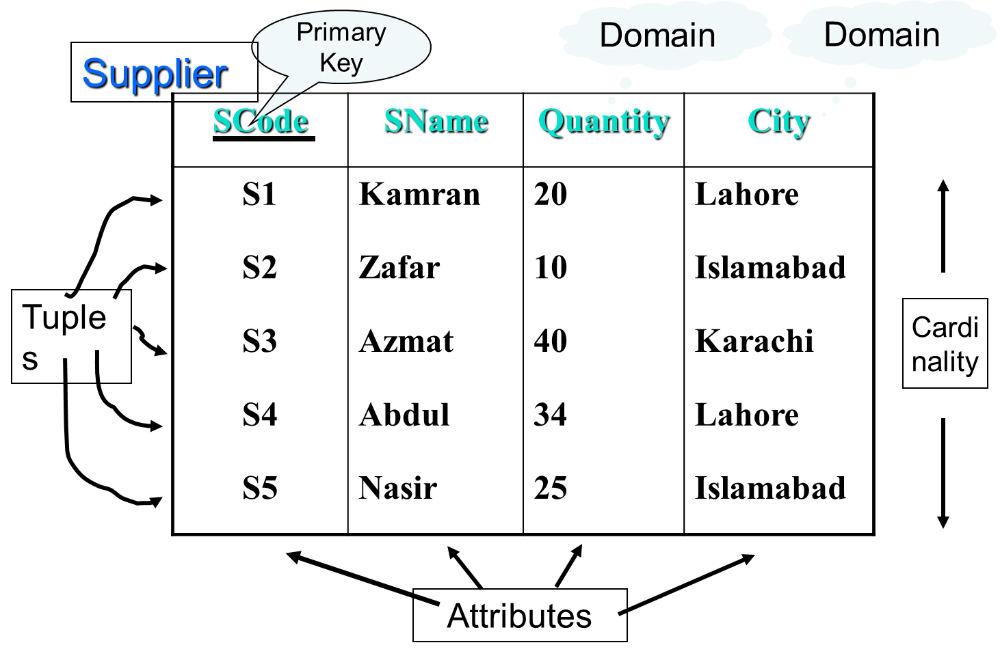 Primary
Key
Domain
Domain
Supplier
SCode SName Quantity City
S1 Kamran 20 Lahore
S2 Zafar 10 Islamabad
Tuple
s
S3 Azmat 40 Karachi
Cardi
nality
S4 Abdul 34 Lahore
S5 Nasir 25 Islamabad
Attributes